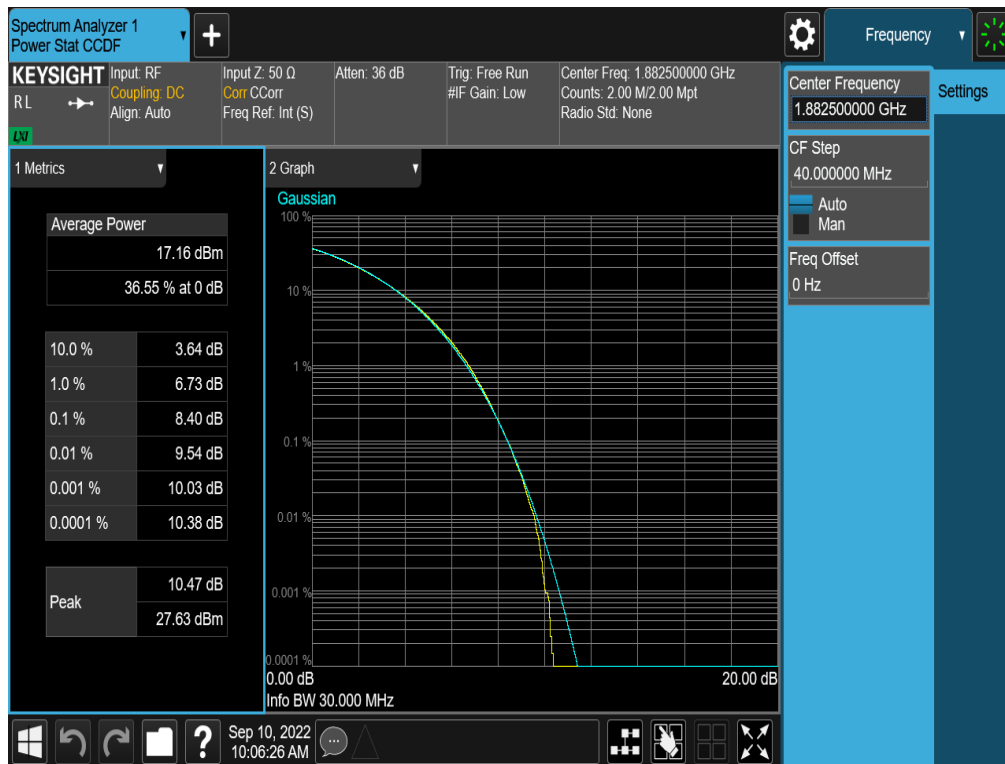 Spectrum Analyzer 1
Power Stat CCDF
+
Frequency
KEYSIGHT
RL
LXI
Input: RF
Coupling: DC
Align: Auto
Input Z: 50 Ω
Corr CCorr
Freq Ref: Int (S)
Atten: 36 dB
Trig: Free Run
#IF Gain: Low
Center Freq: 1.882500000 GHz
Counts: 2.00 M/2.00 Mpt
Radio Std: None
Center Frequency
1.882500000 GHz
Settings
CF Step
40.000000 MHz
Auto
Man
Freq Offset
0 Hz
1 Metrics
Average Power
17.16 dBm
36.55 % at 0 dB
10.0 % 3.64 dB
1.0 % 6.73 dB
0.1 % 8.40 dB
0.01 % 9.54 dB
0.001 % 10.03 dB
0.0001 % 10.38 dB
Peak
10.47 dB
27.63 dBm
2 Graph
Gaussian
100 %
10 %
1 %
0.1 %
0.01 %
0.001 %
0.0001 %
0.00 dB 20.00 dB
Info BW 30.000 MHz
?
Sep 10, 2022
10:06:26 AM